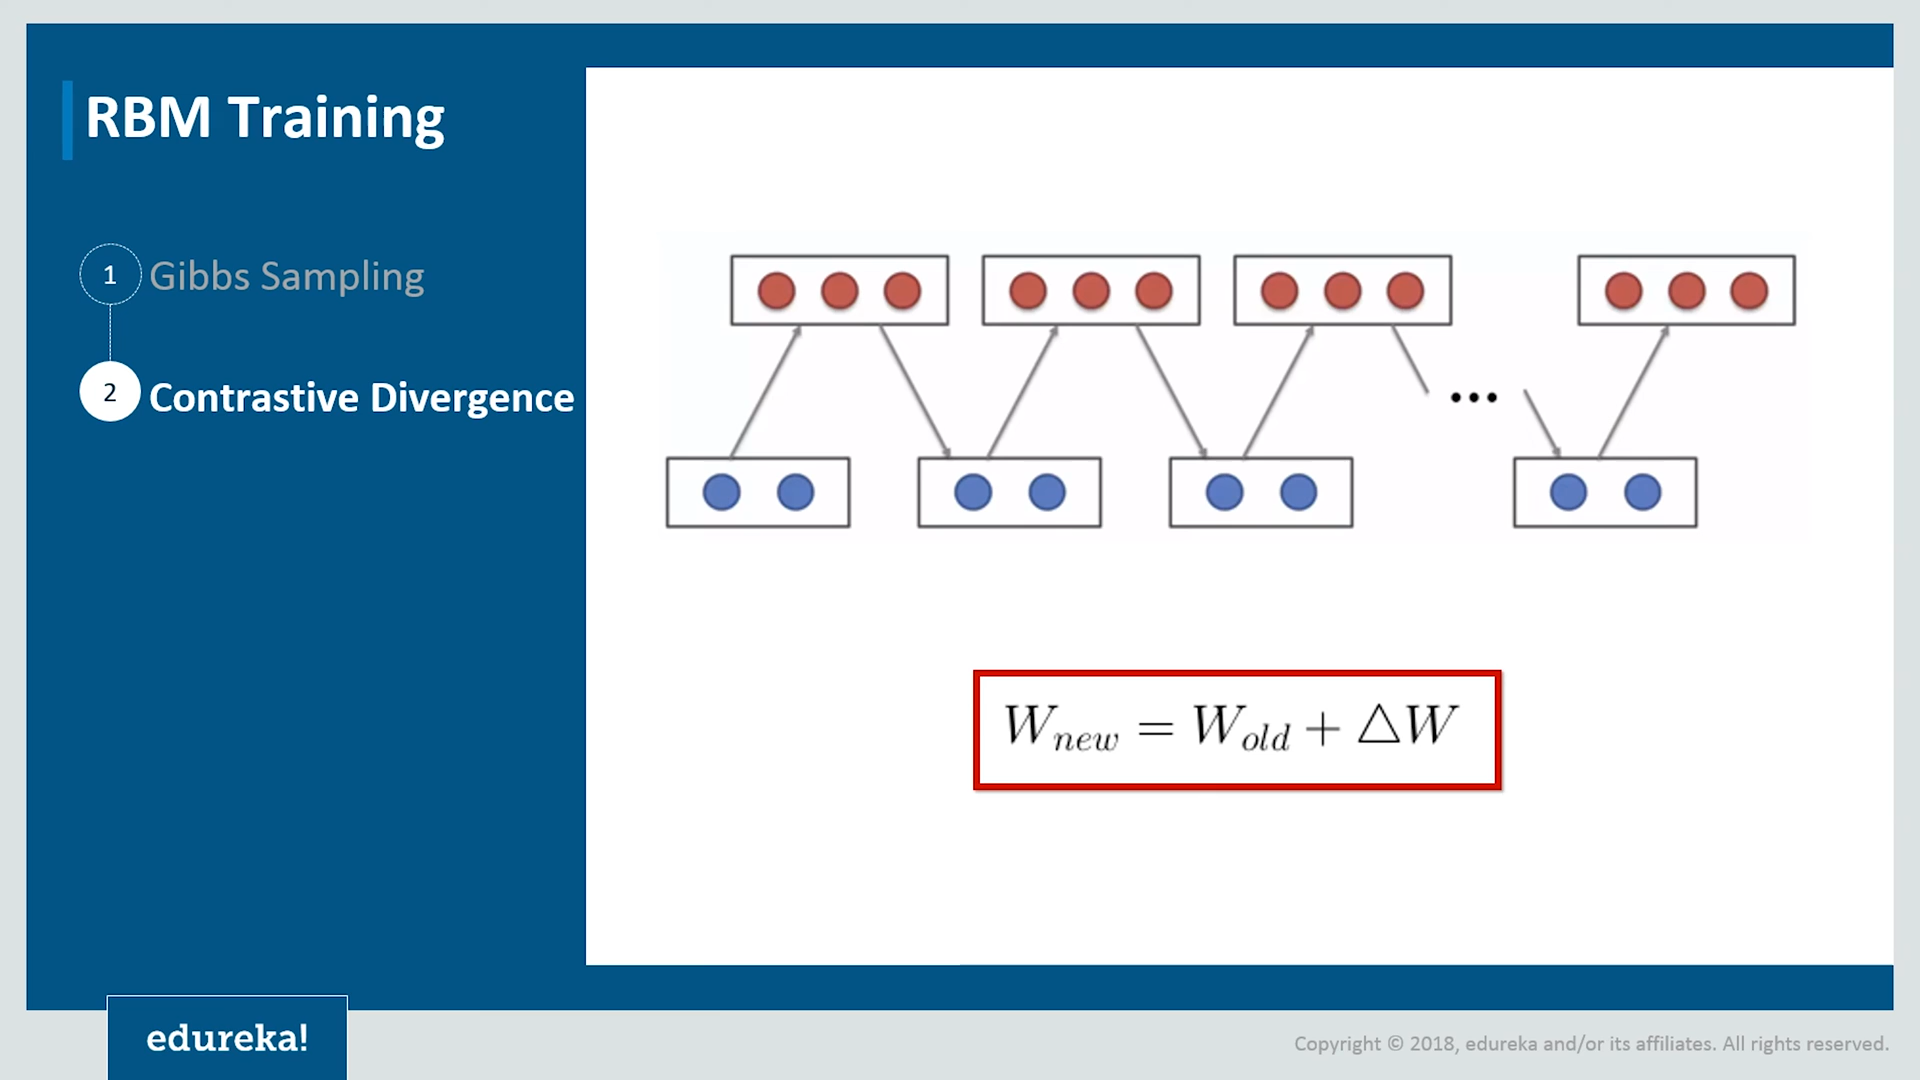 RBM Training
1 Gibbs Sampling
2 Contrastive Divergence
...
W_new = W_old + △W
edureka!
Copyright © 2018, edureka and/or its affiliates. All rights reserved.